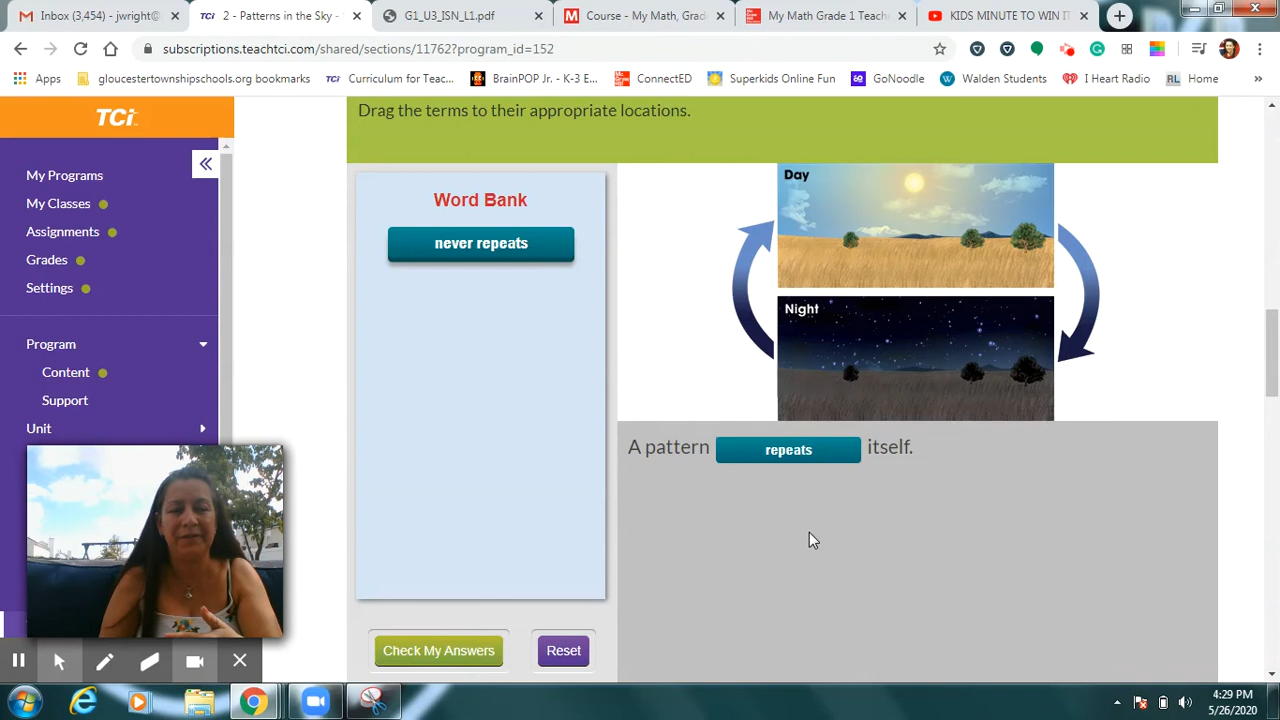 Inbox (3,454) - jwright@
TCi 2 - Patterns in the Sky -
G1_U3_ISN_L1.pdf
M Course - My Math, Grad
My Math Grade 1 Teach
KIDS MINUTE TO WIN IT
subscriptions.teachtci.com/shared/sections/11762?program_id=152
Apps
gloucestertownshipschools.org bookmarks
TCi Curriculum for Teac...
BrainPOP Jr. - K-3 E...
ConnectED
Superkids Online Fun
GoNoodle
Walden Students
I Heart Radio
RL Home
»
TCi
Drag the terms to their appropriate locations.
My Programs
My Classes
Assignments
Grades
Settings
Program
Content
Support
Unit
Word Bank
never repeats
Day
Night
A pattern repeats itself.
Check My Answers
Reset
4:29 PM
5/26/2020